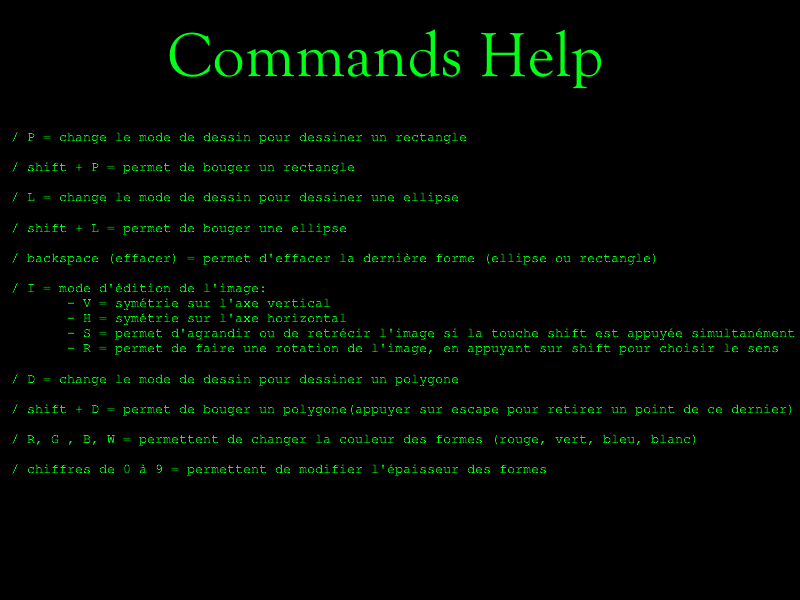 Commands Help
/ P = change le mode de dessin pour dessiner un rectangle
/ shift + P = permet de bouger un rectangle
/ L = change le mode de dessin pour dessiner une ellipse
/ shift + L = permet de bouger une ellipse
/ backspace (effacer) = permet d'effacer la dernière forme (ellipse ou rectangle)
/ I = mode d'édition de l'image:
- V = symétrie sur l'axe vertical
- H = symétrie sur l'axe horizontal
- S = permet d'agrandir ou de retrécir l'image si la touche shift est appuyée simultanément
- R = permet de faire une rotation de l'image, en appuyant sur shift pour choisir le sens
/ D = change le mode de dessin pour dessiner un polygone
/ shift + D = permet de bouger un polygone(appuyer sur escape pour retirer un point de ce dernier)
/ R, G , B, W = permettent de changer la couleur des formes (rouge, vert, bleu, blanc)
/ chiffres de 0 à 9 = permettent de modifier l'épaisseur des formes